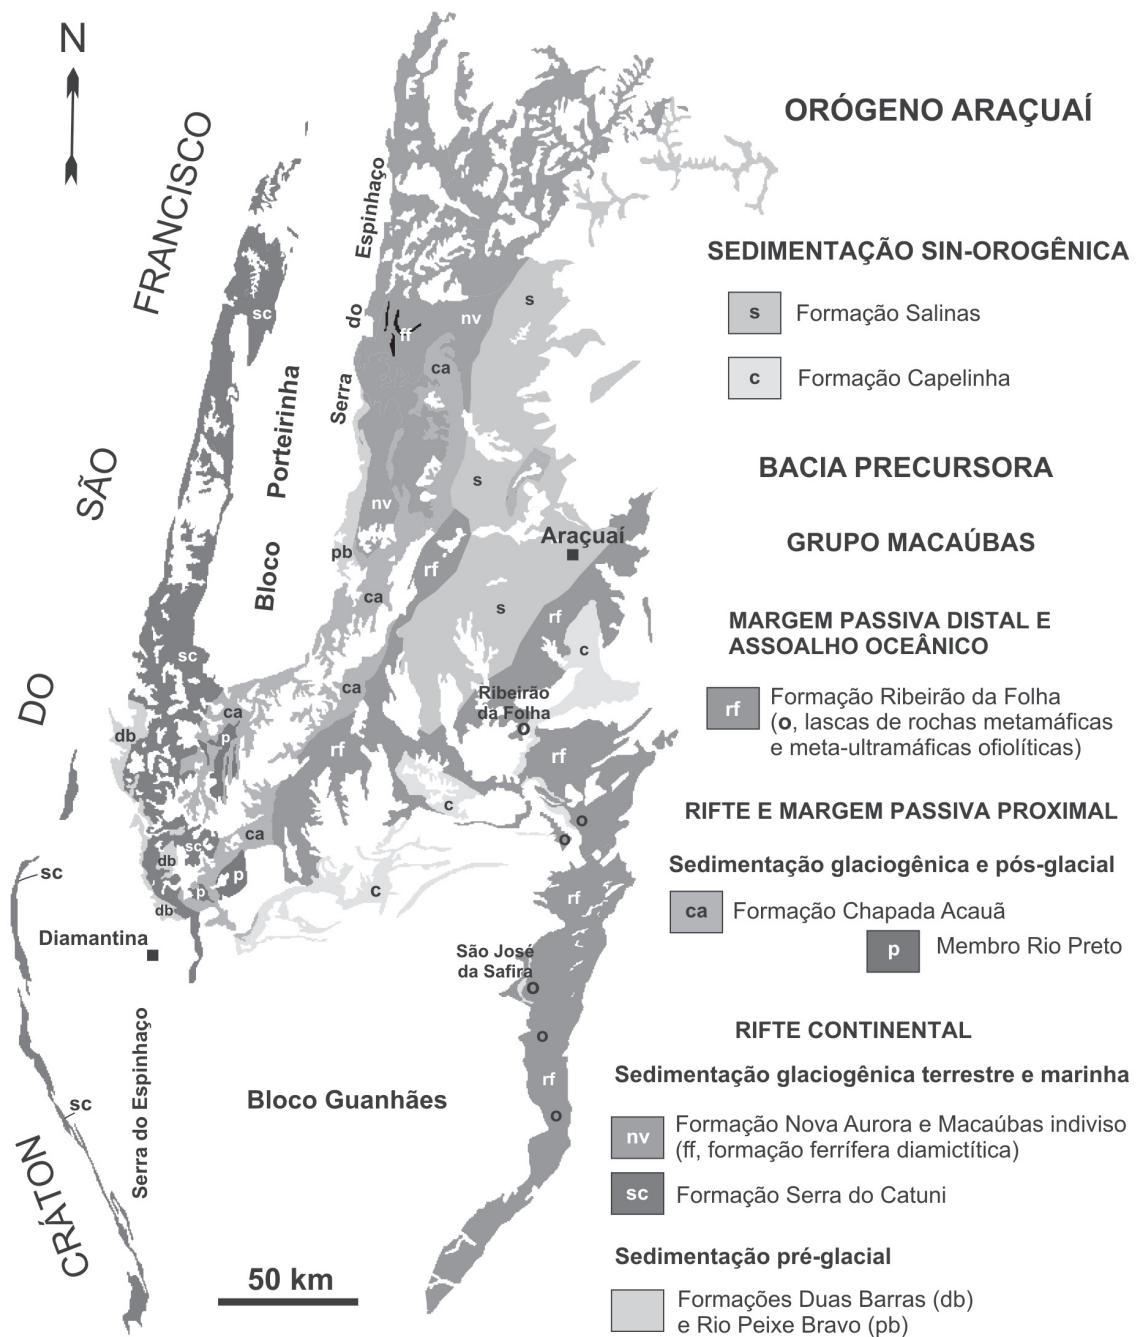 N
ORÓGENO ARAÇUAÍ
FRANCISCO
SÃO
DO
CRÁTON
Espinhaço
do
Serra
Porteirinha
Bloco
sc
ff
nv
s
ca
s
nv
pb
ca
rf
Araçuaí
s
rf
c
sc
ca
ca
p
db
Ribeirão
da Folha
o
rf
rf
c
o
o
ca
sc
db
p
p
db
c
sc
rf
Diamantina
São José
da Safira
o
o
rf
o
sc
Serra do Espinhaço
Bloco Guanhães
50 km
SEDIMENTAÇÃO SIN-OROGÊNICA
s Formação Salinas
c Formação Capelinha
BACIA PRECURSORA
GRUPO MACAÚBAS
MARGEM PASSIVA DISTAL E
ASSOALHO OCEÂNICO
rf Formação Ribeirão da Folha
(o, lascas de rochas metamáficas
e meta-ultramáficas ofiolíticas)
RIFTE E MARGEM PASSIVA PROXIMAL
Sedimentação glaciogênica e pós-glacial
ca Formação Chapada Acauã
p Membro Rio Preto
RIFTE CONTINENTAL
Sedimentação glaciogênica terrestre e marinha
nv Formação Nova Aurora e Macaúbas indiviso
(ff, formação ferrífera diamictítica)
sc Formação Serra do Catuni
Sedimentação pré-glacial
Formações Duas Barras (db)
e Rio Peixe Bravo (pb)